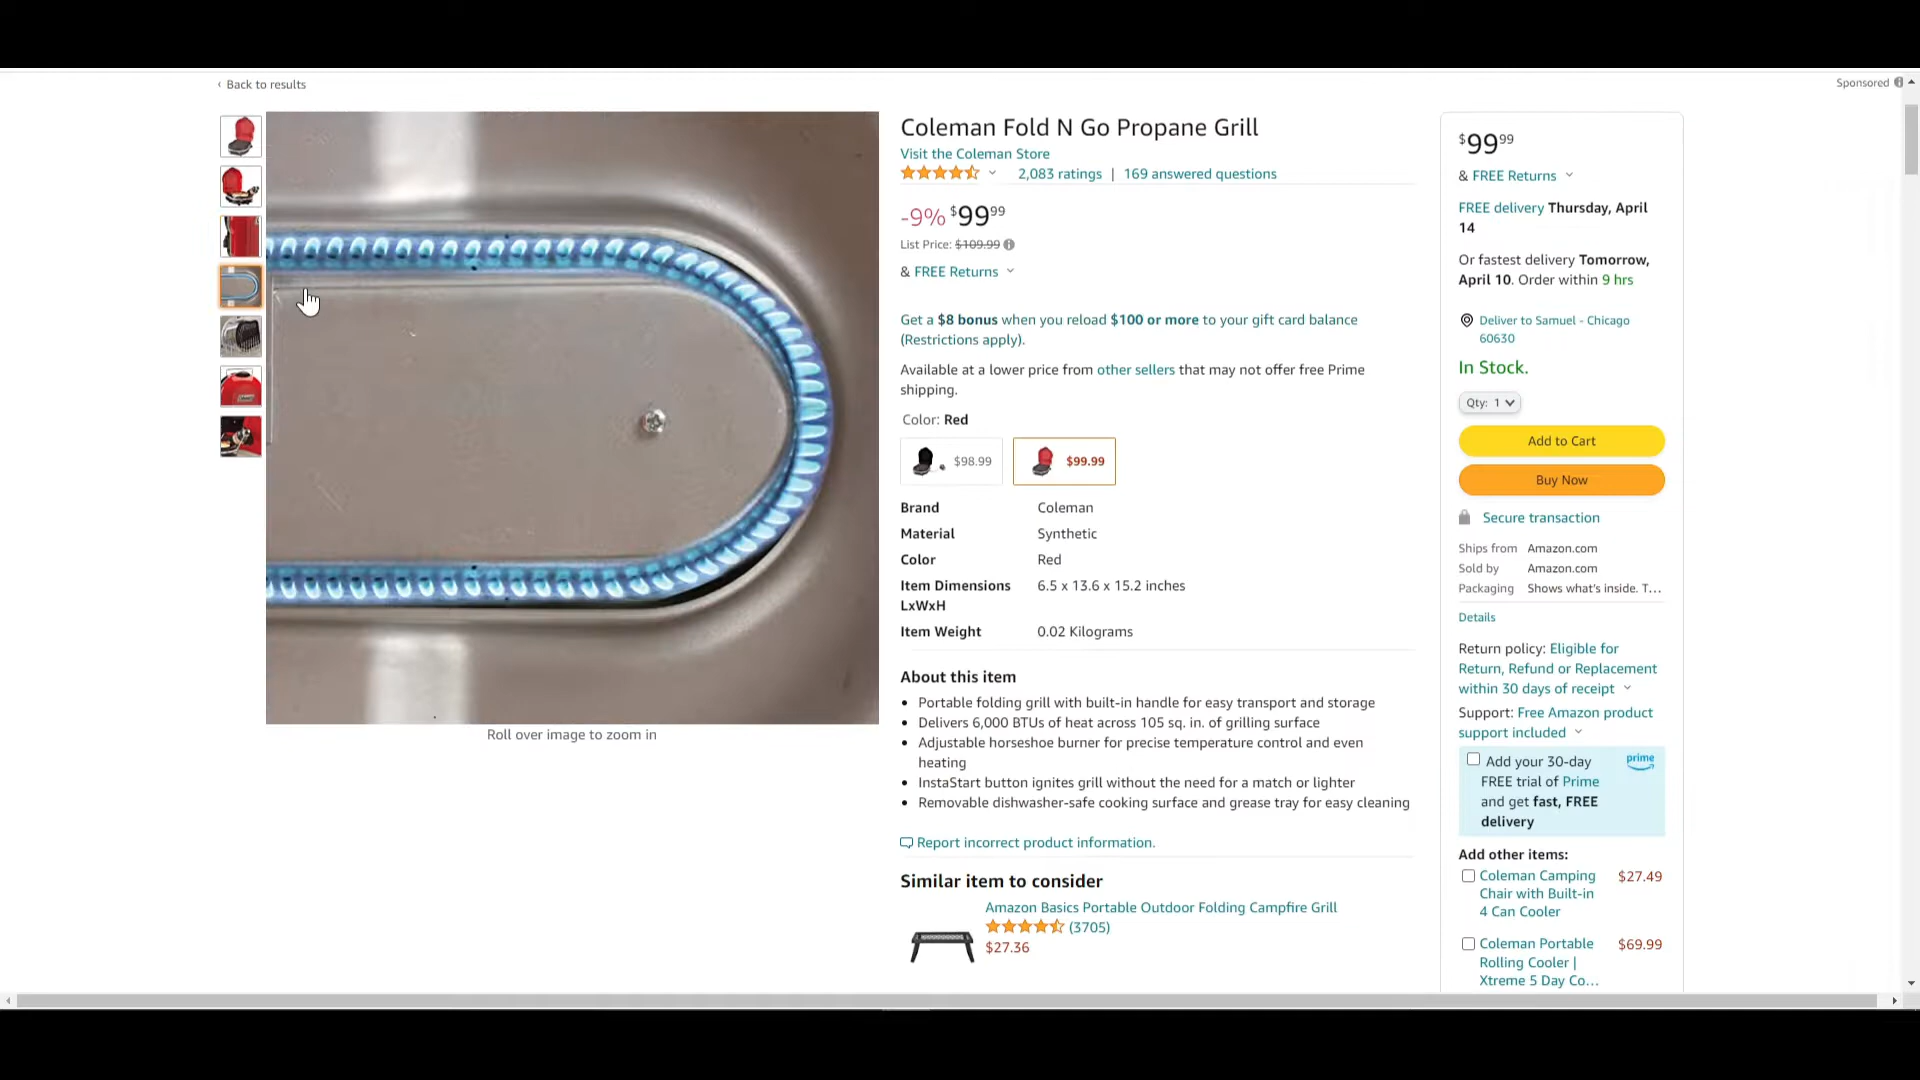 ‹ Back to results
Sponsored
Coleman Fold N Go Propane Grill
Visit the Coleman Store
2,083 ratings | 169 answered questions
-9% $99 99
List Price: $109.99
& FREE Returns
Get a $8 bonus when you reload $100 or more to your gift card balance
(Restrictions apply).
Available at a lower price from other sellers that may not offer free Prime
shipping.
Color: Red
$98.99
$99.99
Brand Coleman
Material Synthetic
Color Red
Item Dimensions 6.5 x 13.6 x 15.2 inches
LxWxH
Item Weight 0.02 Kilograms
About this item
• Portable folding grill with built-in handle for easy transport and storage
• Delivers 6,000 BTUs of heat across 105 sq. in. of grilling surface
• Adjustable horseshoe burner for precise temperature control and even
heating
• InstaStart button ignites grill without the need for a match or lighter
• Removable dishwasher-safe cooking surface and grease tray for easy cleaning
Report incorrect product information.
Similar item to consider
Amazon Basics Portable Outdoor Folding Campfire Grill
(3705)
$27.36
Roll over image to zoom in
$99 99
& FREE Returns
FREE delivery Thursday, April
14
Or fastest delivery Tomorrow,
April 10. Order within 9 hrs
Deliver to Samuel - Chicago
60630
In Stock.
Qty: 1
Add to Cart
Buy Now
Secure transaction
Ships from Amazon.com
Sold by Amazon.com
Packaging Shows what's inside. T...
Details
Return policy: Eligible for
Return, Refund or Replacement
within 30 days of receipt
Support: Free Amazon product
support included
Add your 30-day prime
FREE trial of Prime
and get fast, FREE
delivery
Add other items:
Coleman Camping $27.49
Chair with Built-in
4 Can Cooler
Coleman Portable $69.99
Rolling Cooler |
Xtreme 5 Day Co...